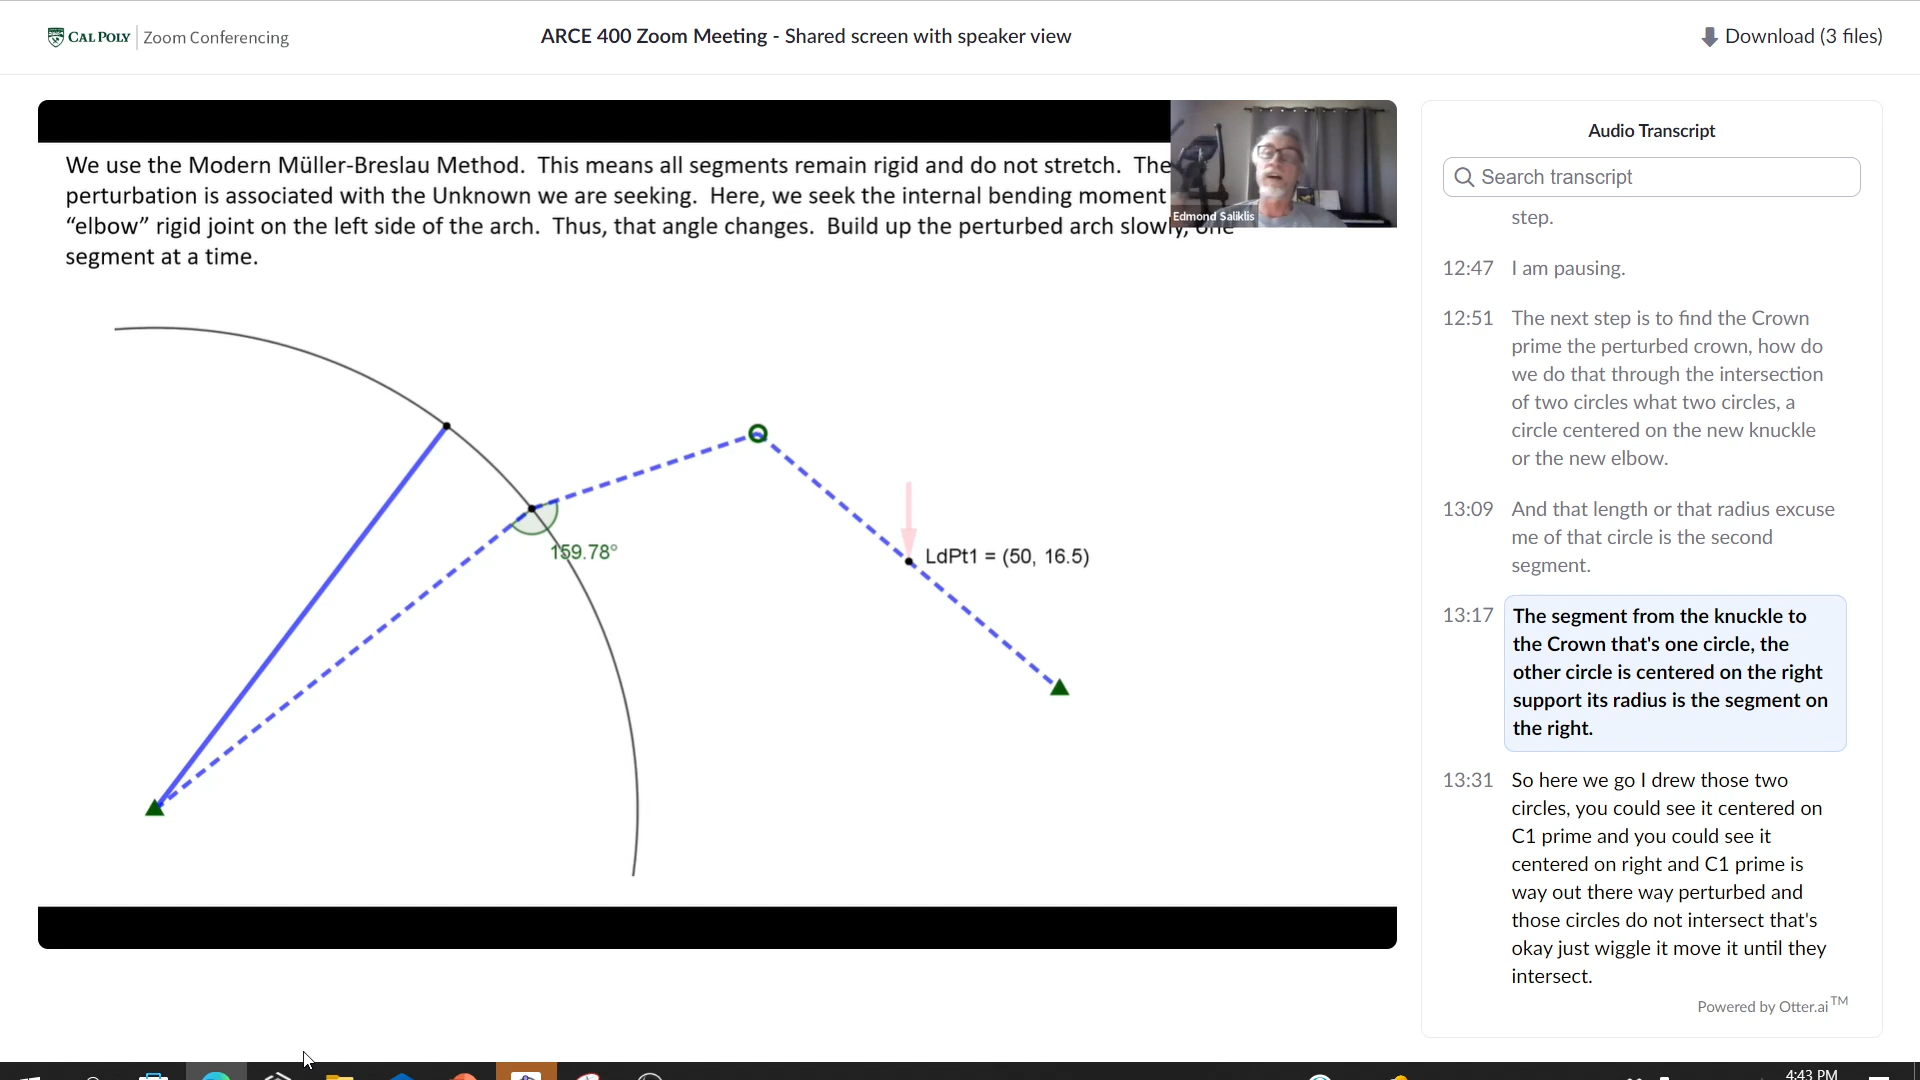 CAL POLY Zoom Conferencing
ARCE 400 Zoom Meeting - Shared screen with speaker view
Download (3 files)
We use the Modern Müller-Breslau Method. This means all segments remain rigid and do not stretch. The
perturbation is associated with the Unknown we are seeking. Here, we seek the internal bending moment
“elbow” rigid joint on the left side of the arch. Thus, that angle changes. Build up the perturbed arch slowly, one
segment at a time.
Edmond Saliklis
159.78°
LdPt1 = (50, 16.5)
Audio Transcript
Search transcript
step.
12:47 I am pausing.
12:51 The next step is to find the Crown
prime the perturbed crown, how do
we do that through the intersection
of two circles what two circles, a
circle centered on the new knuckle
or the new elbow.
13:09 And that length or that radius excuse
me of that circle is the second
segment.
13:17 The segment from the knuckle to
the Crown that's one circle, the
other circle is centered on the right
support its radius is the segment on
the right.
13:31 So here we go I drew those two
circles, you could see it centered on
C1 prime and you could see it
centered on right and C1 prime is
way out there way perturbed and
those circles do not intersect that's
okay just wiggle it move it until they
intersect.
Powered by Otter.ai TM
4:43 PM